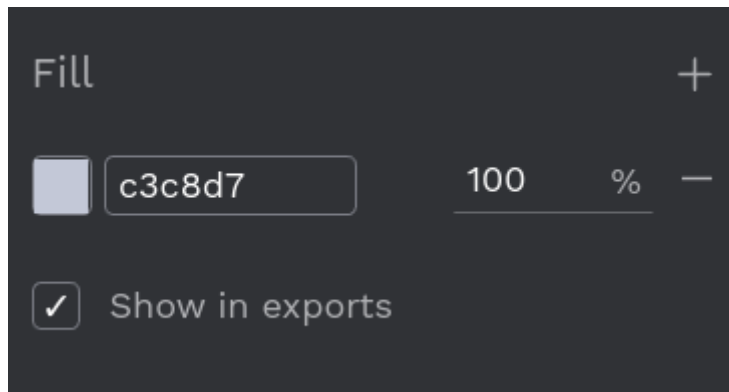 Fill +
c3c8d7 100 % −
✓ Show in exports